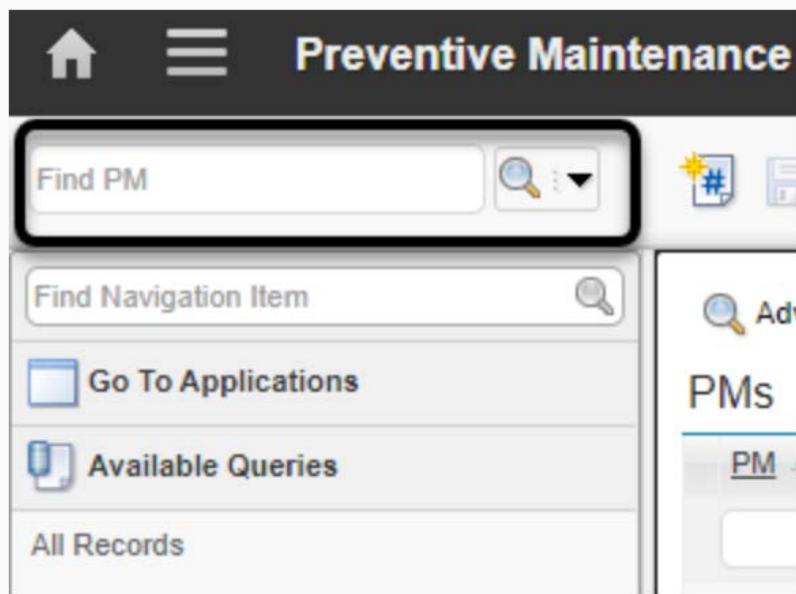 Preventive Maintenance
Find PM
#
Find Navigation Item
Go To Applications
Available Queries
All Records
PMs
PM